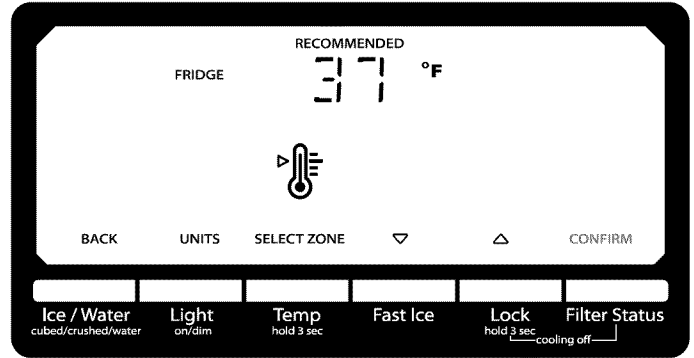 RECOMMENDED
FRIDGE 37 °F
BACK UNITS SELECT ZONE CONFIRM
Ice / Water Light Temp Fast Ice Lock Filter Status
cubed/crushed/water on/dim hold 3 sec hold 3 sec
cooling off